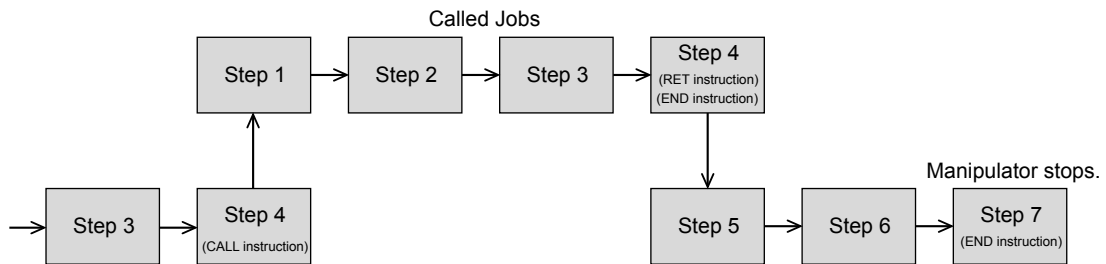 Called Jobs
Step 1
Step 2
Step 3
Step 4
(RET instruction)
(END instruction)
Manipulator stops.
Step 3
Step 4
(CALL instruction)
Step 5
Step 6
Step 7
(END instruction)